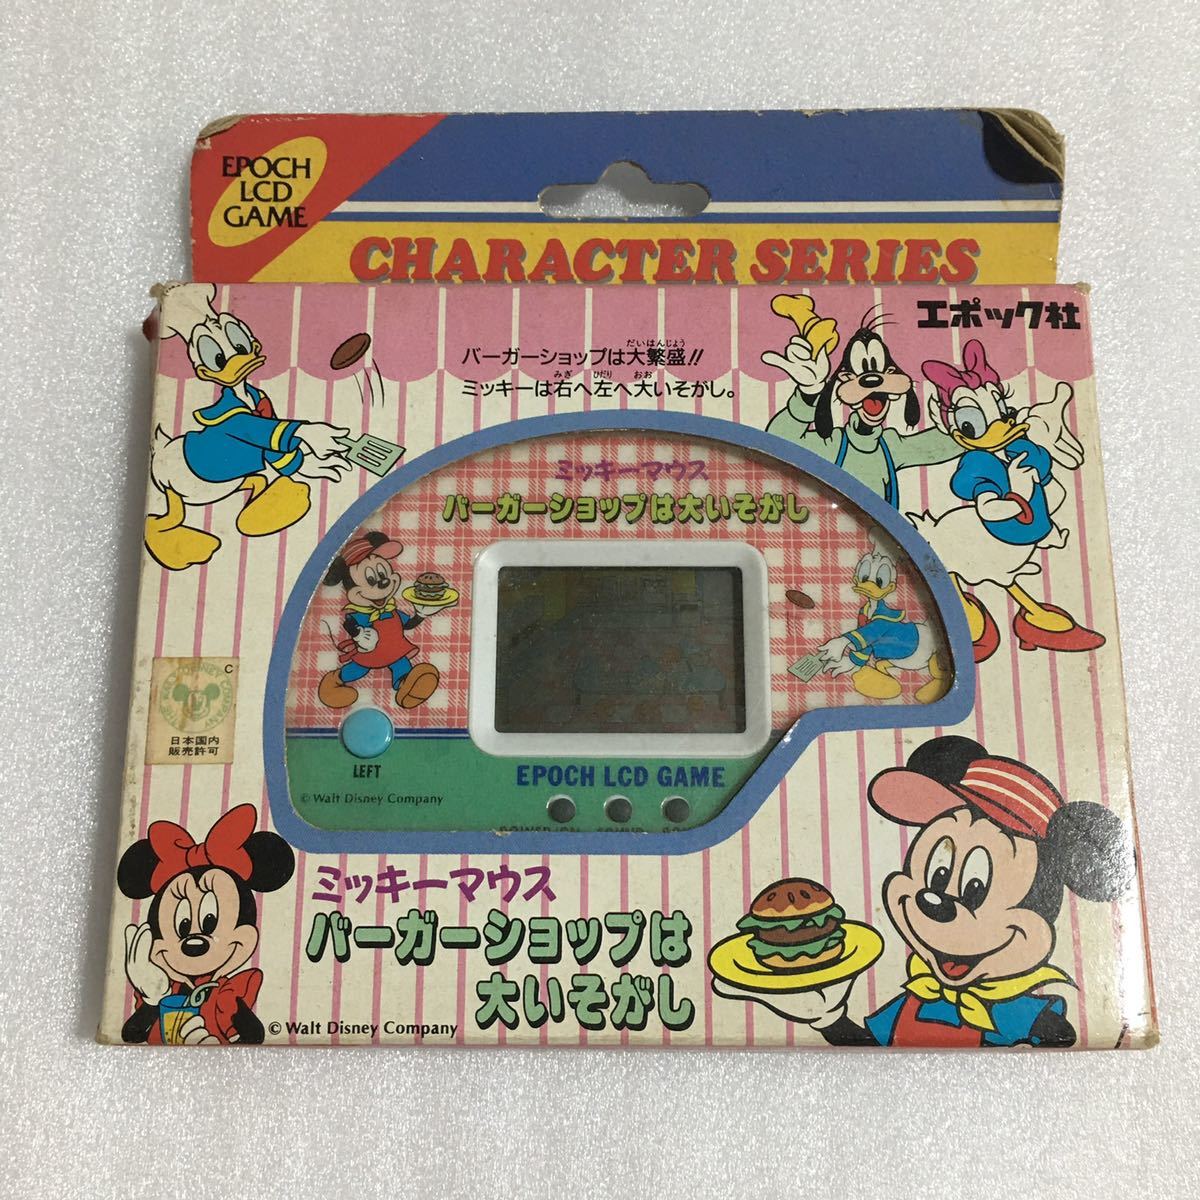 EPOCH
LCD
GAME
CHARACTER SERIES
エポック社
バーガーショップは大繁盛!!
だいはんじょう
ミッキーは右へ左へ大いそがし。
みぎ ひだり おお
ミッキーマウス
バーガーショップは大いそがし
LEFT
EPOCH LCD GAME
© Walt Disney Company
C
日本国内
販売許可
ミッキーマウス
バーガーショップは
大いそがし
© Walt Disney Company